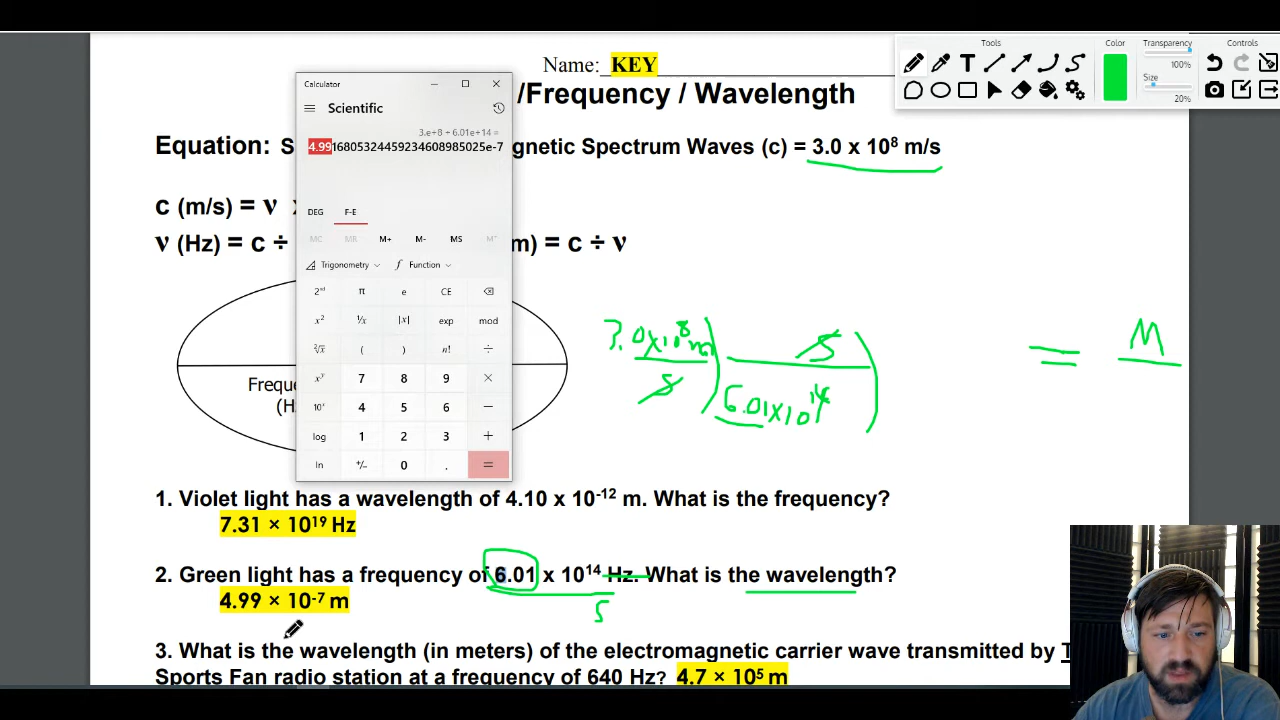 Name: KEY
/Frequency / Wavelength
Tools
Color
Transparency
Controls
100%
Size
20%
Calculator
Scientific
3.e+8 ÷ 6.01e+14 =
4.9916805324459234608985025e-7
DEG F-E
MC MR M+ M- MS M˅
Trigonometry Function
2nd π e CE
x² ¹/x |x| exp mod
²√x ( ) n! ÷
xʸ 7 8 9 ×
10ˣ 4 5 6 −
log 1 2 3 +
ln +/− 0 . =
Equation: S gnetic Spectrum Waves (c) = 3.0 x 10⁸ m/s
c (m/s) = ν
ν (Hz) = c ÷ m) = c ÷ ν
Freque
(H
3.0x10⁸ m s = M
s 6.01x10¹⁴
1. Violet light has a wavelength of 4.10 x 10⁻¹² m. What is the frequency?
7.31 × 10¹⁹ Hz
2. Green light has a frequency of 6.01 x 10¹⁴ Hz. What is the wavelength?
4.99 × 10⁻⁷ m
s
3. What is the wavelength (in meters) of the electromagnetic carrier wave transmitted by T
Sports Fan radio station at a frequency of 640 Hz? 4.7 x 10⁵ m